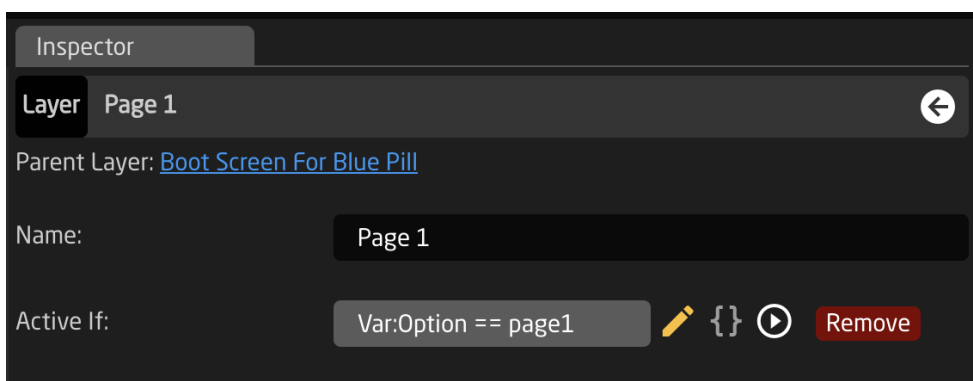 Inspector
Layer Page 1
Parent Layer: Boot Screen For Blue Pill
Name: Page 1
Active If: Var:Option == page1 {} Remove